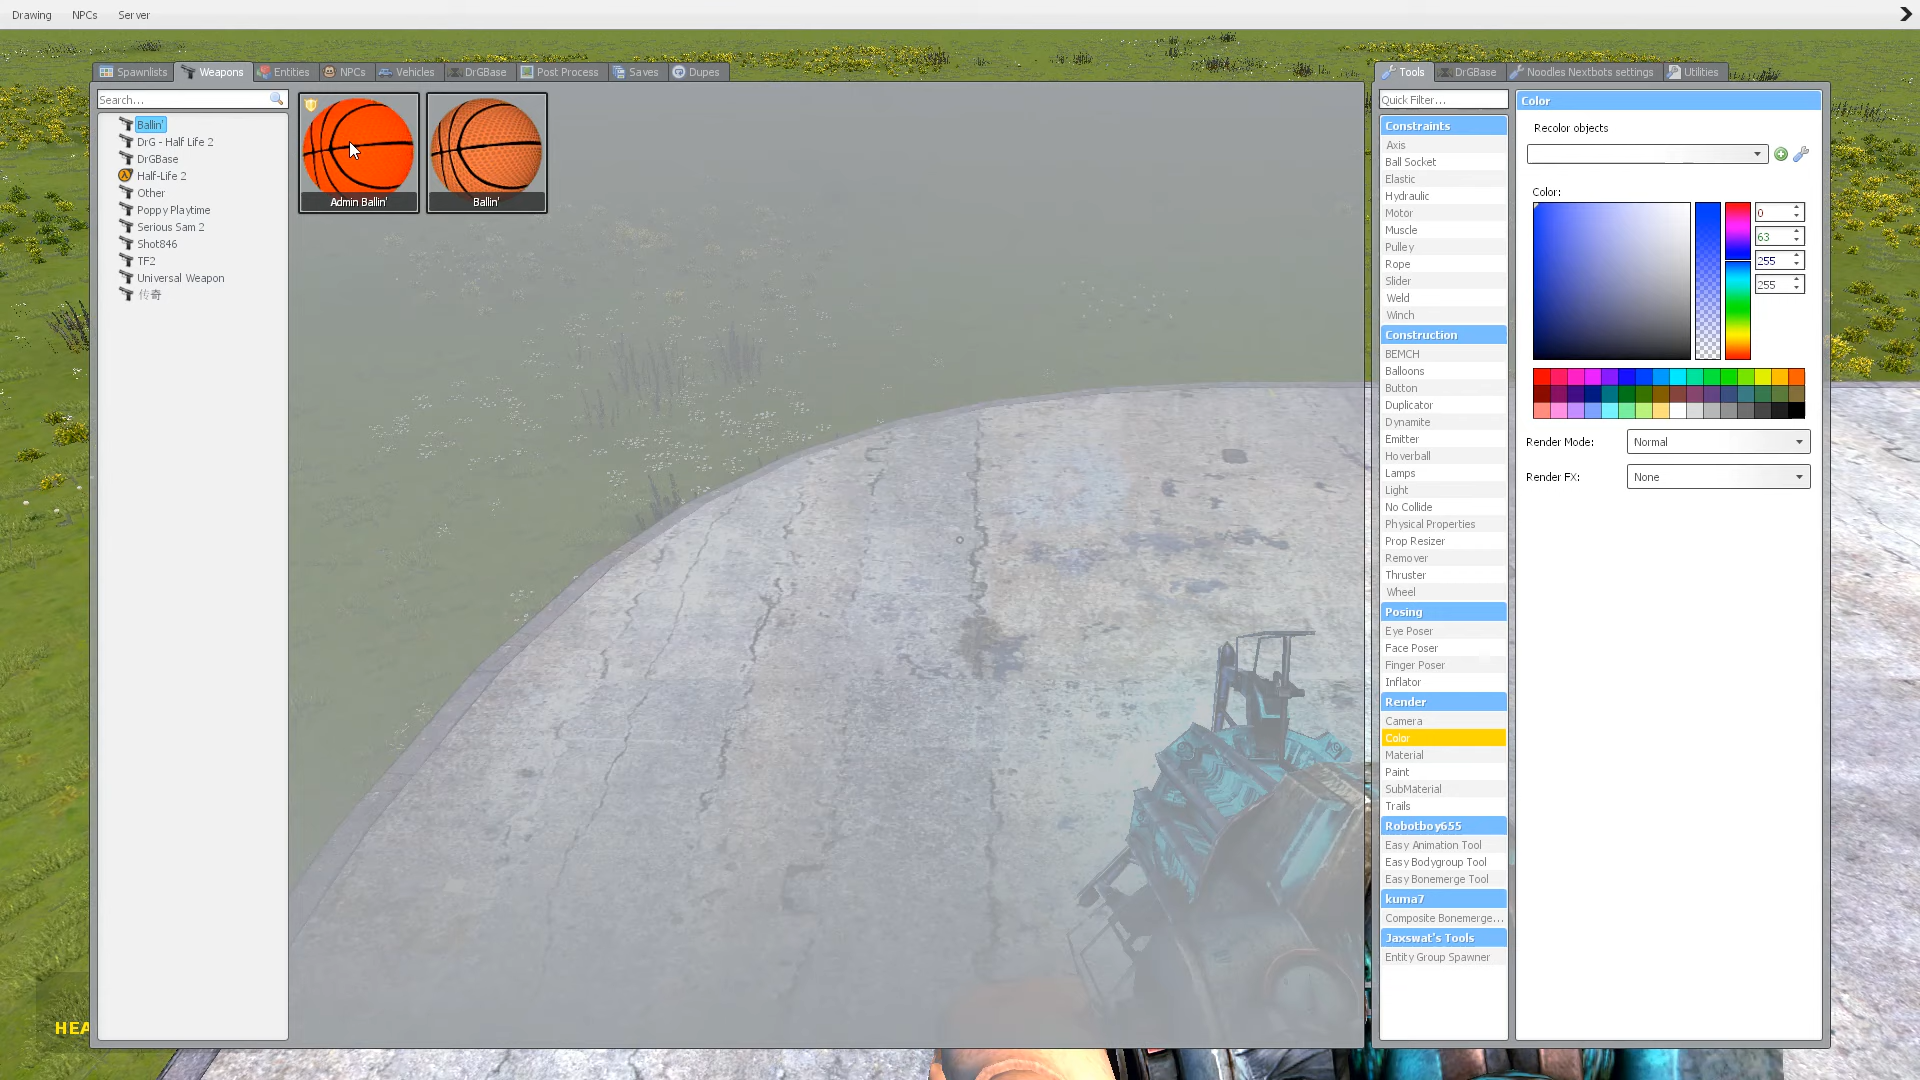 Drawing NPCs Server
Spawnlists Weapons Entities NPCs Vehicles DrGBase Post Process Saves Dupes
Search...
Ballin'
DrG - Half Life 2
DrGBase
Half-Life 2
Other
Poppy Playtime
Serious Sam 2
Shot846
TF2
Universal Weapon
传奇
Admin Ballin'
Ballin'
Tools DrGBase Noodles Nextbots settings Utilities
Quick Filter...
Constraints
Axis
Ball Socket
Elastic
Hydraulic
Motor
Muscle
Pulley
Rope
Slider
Weld
Winch
Construction
BEMCH
Balloons
Button
Duplicator
Dynamite
Emitter
Hoverball
Lamps
Light
No Collide
Physical Properties
Prop Resizer
Remover
Thruster
Wheel
Posing
Eye Poser
Face Poser
Finger Poser
Inflator
Render
Camera
Color
Material
Paint
SubMaterial
Trails
Robotboy655
Easy Animation Tool
Easy Bodygroup Tool
Easy Bonemerge Tool
kuma7
Composite Bonemerge...
Jaxswat's Tools
Entity Group Spawner
Color
Recolor objects
Color:
0
63
255
255
Render Mode: Normal
Render FX: None
HEA